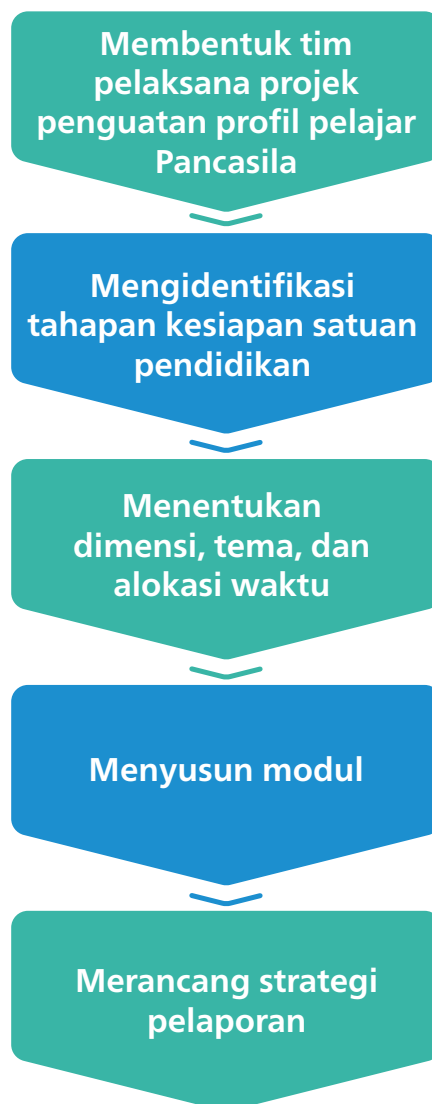 Membentuk tim
pelaksana projek
penguatan profil pelajar
Pancasila
Mengidentifikasi
tahapan kesiapan satuan
pendidikan
Menentukan
dimensi, tema, dan
alokasi waktu
Menyusun modul
Merancang strategi
pelaporan